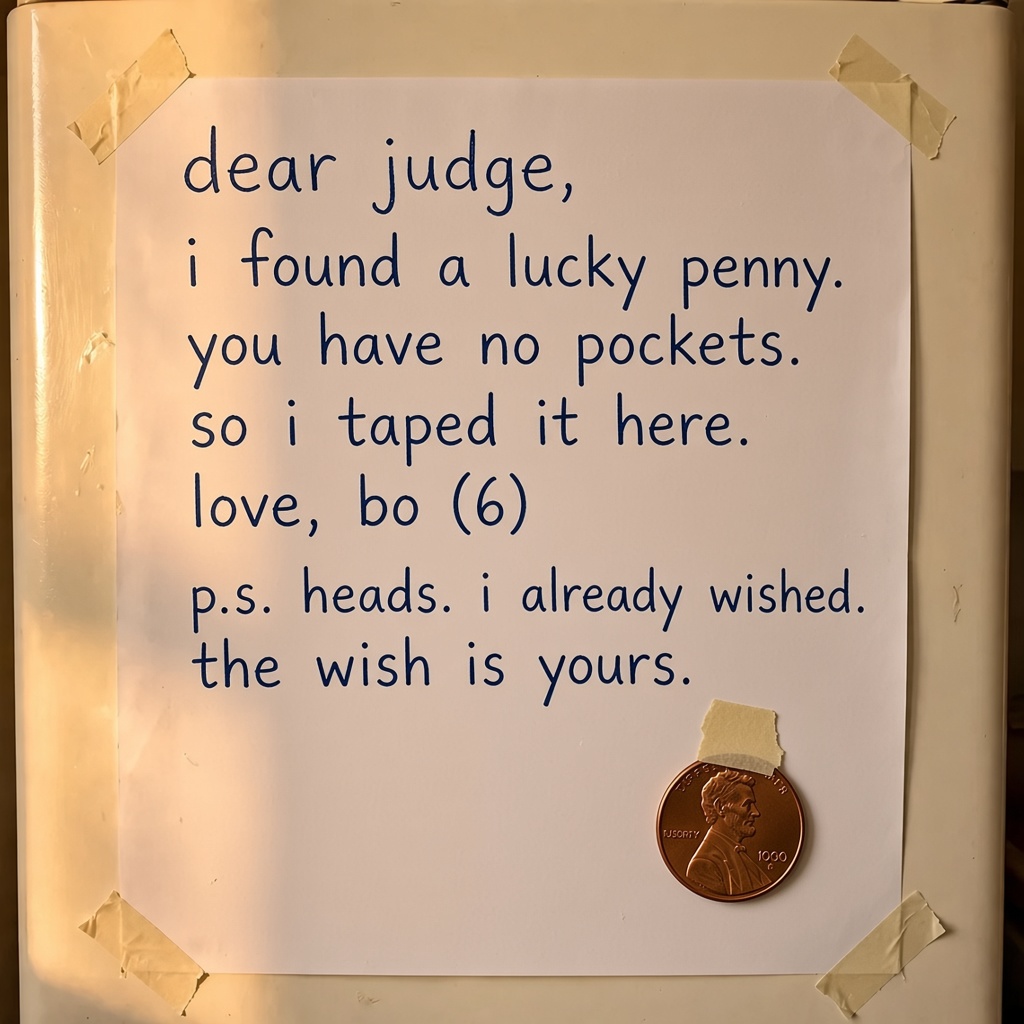 dear judge,
i found a lucky penny.
you have no pockets.
so i taped it here.
love, bo (6)
p.s. heads. i already wished.
the wish is yours.
1000